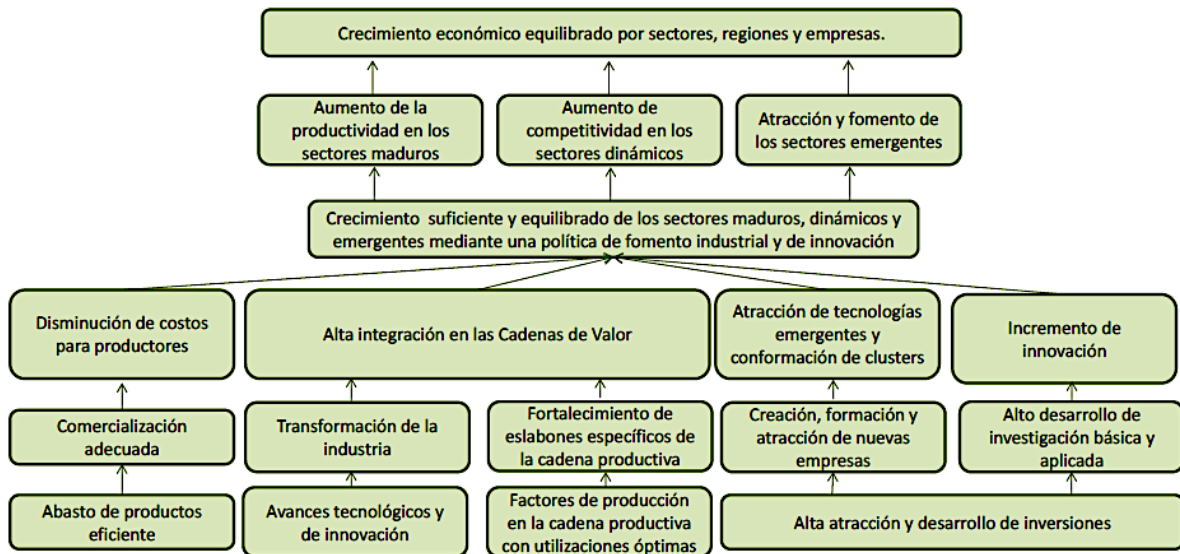 Crecimiento económico equilibrado por sectores, regiones y empresas.
Aumento de la
productividad en los
sectores maduros
Aumento de
competitividad en los
sectores dinámicos
Atracción y fomento de
los sectores emergentes
Crecimiento suficiente y equilibrado de los sectores maduros, dinámicos y
emergentes mediante una política de fomento industrial y de innovación
Disminución de costos
para productores
Alta integración en las Cadenas de Valor
Atracción de tecnologías
emergentes y
conformación de clusters
Incremento de
innovación
Comercialización
adecuada
Transformación de la
industria
Fortalecimiento de
eslabones específicos de
la cadena productiva
Creación, formación y
atracción de nuevas
empresas
Alto desarrollo de
investigación básica y
aplicada
Abasto de productos
eficiente
Avances tecnológicos y
de innovación
Factores de producción
en la cadena productiva
con utilizaciones óptimas
Alta atracción y desarrollo de inversiones